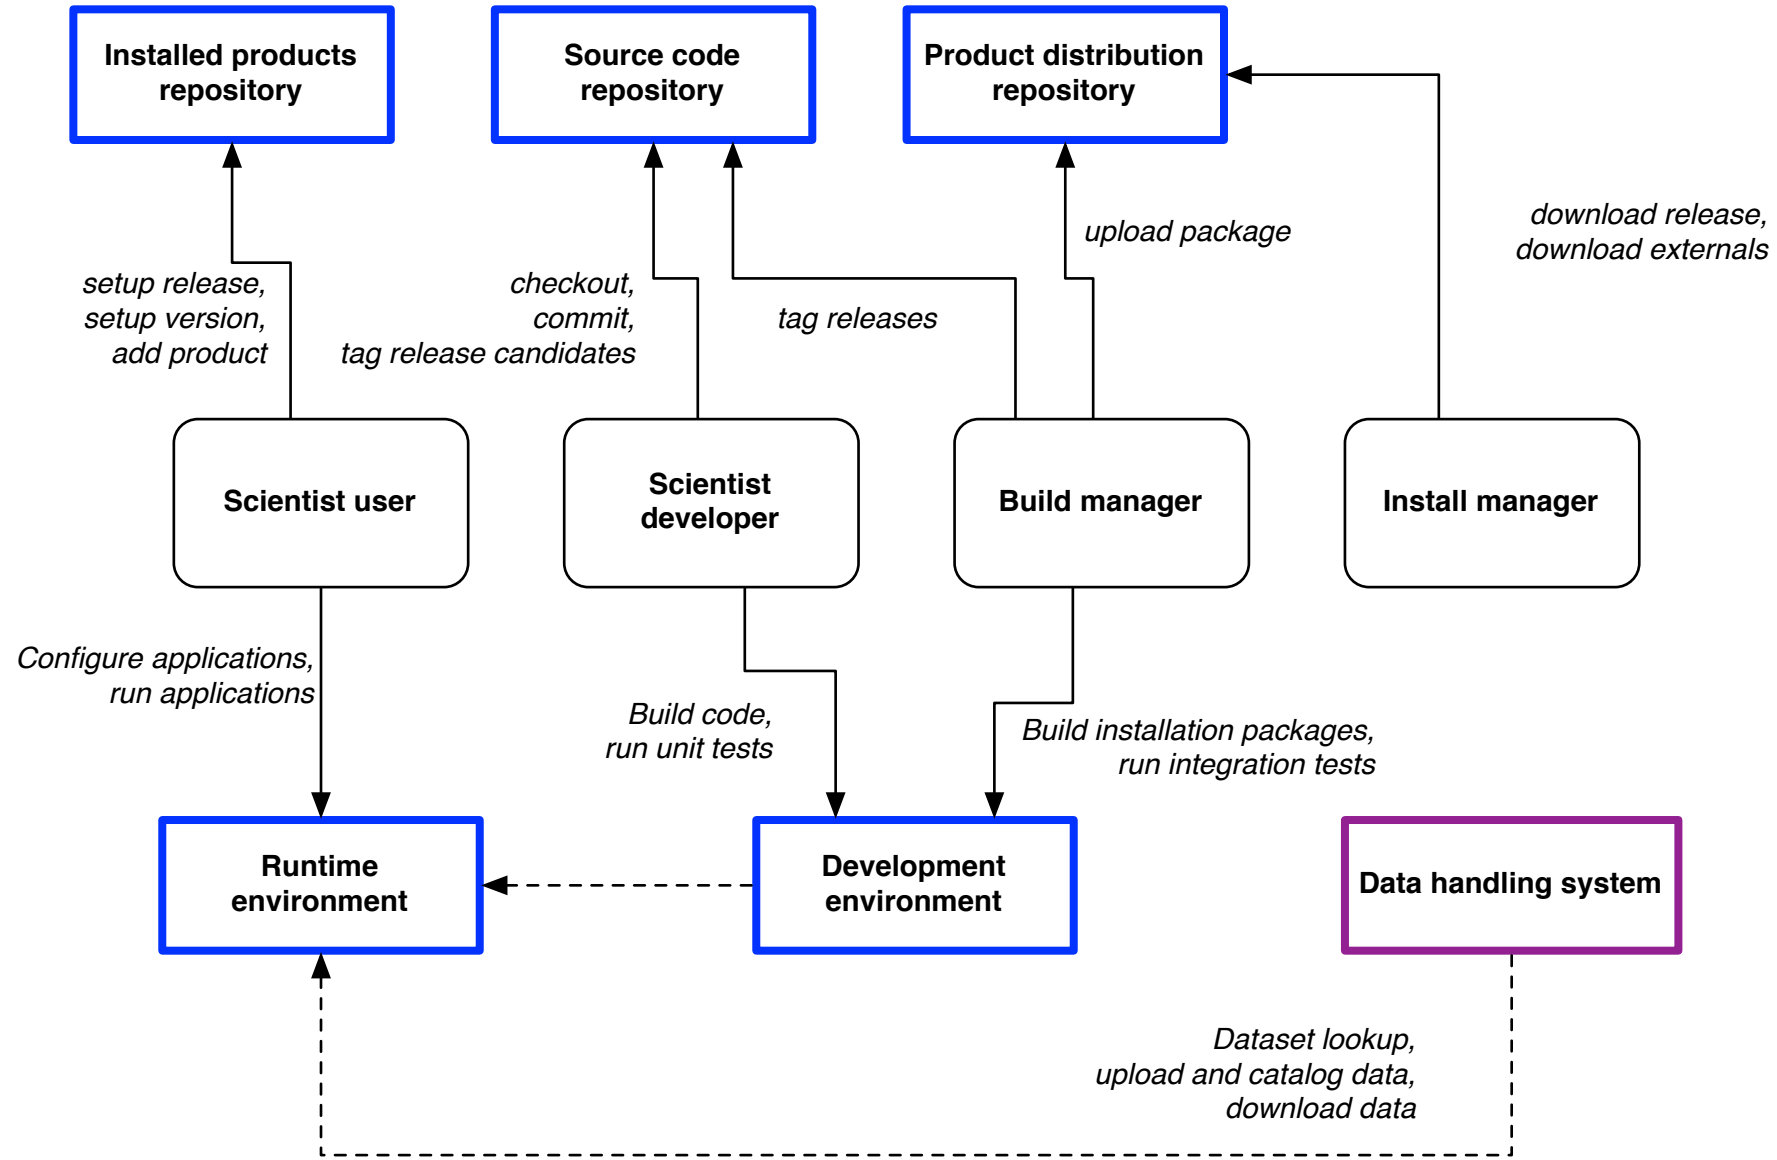 Installed products
repository
Source code
repository
Product distribution
repository
download release,
download externals
upload package
setup release,
setup version,
add product
checkout,
commit,
tag release candidates
tag releases
Scientist user
Scientist
developer
Build manager
Install manager
Configure applications,
run applications
Build code,
run unit tests
Build installation packages,
run integration tests
Runtime
environment
Development
environment
Data handling system
Dataset lookup,
upload and catalog data,
download data